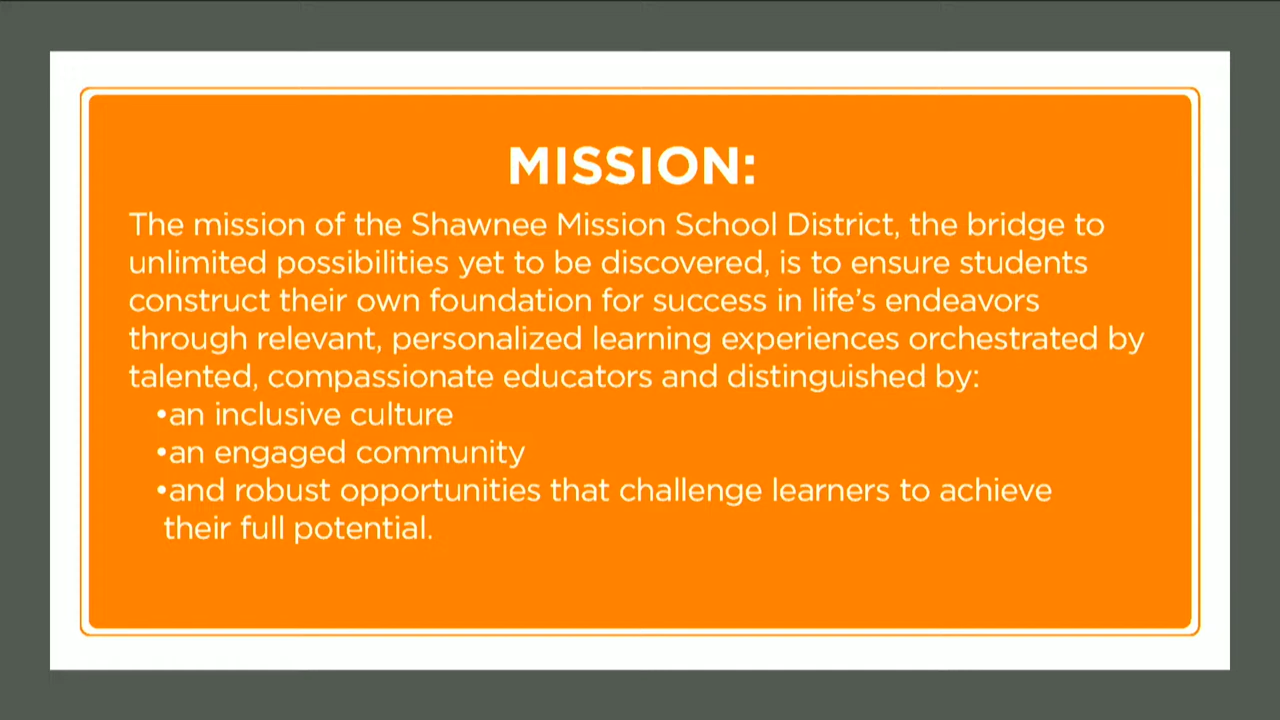 MISSION:
The mission of the Shawnee Mission School District, the bridge to
unlimited possibilities yet to be discovered, is to ensure students
construct their own foundation for success in life’s endeavors
through relevant, personalized learning experiences orchestrated by
talented, compassionate educators and distinguished by:
•an inclusive culture
•an engaged community
•and robust opportunities that challenge learners to achieve
their full potential.